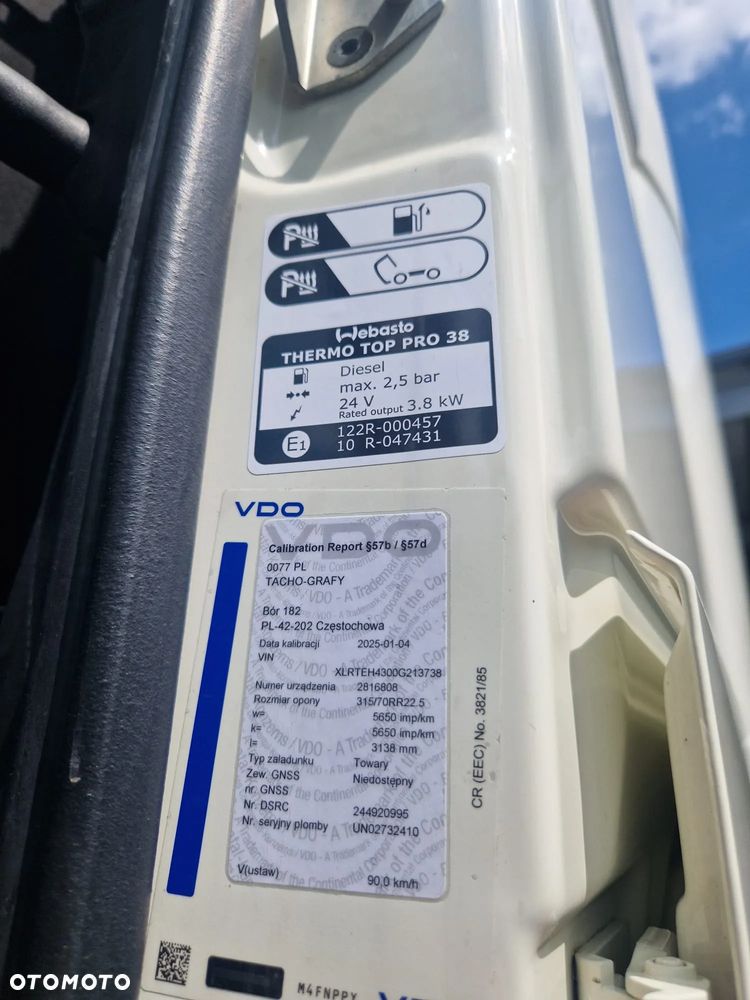 Webasto
THERMO TOP PRO 38
Diesel
max. 2,5 bar
24 V
Rated output 3.8 kW
E1
122R-000457
10 R-047431
VDO
Calibration Report §57b / §57d
0077 PL
TACHO-GRAFY
Bór 182
PL-42-202 Częstochowa
Data kalibracji 2025-01-04
VIN
XLRTEH4300G213738
Numer urządzenia 2816808
Rozmiar opony 315/70RR22.5
w= 5650 imp/km
k= 5650 imp/km
l= 3138 mm
Typ załadunku Towary
Zew. GNSS Niedostępny
nr. GNSS
Nr. DSRC 244920995
Nr. seryjny plomby UN02732410
V(ustaw) 90,0 km/h
CR (EEC) No. 3821/85
M4FNPPX
VDO
OTOMOTO